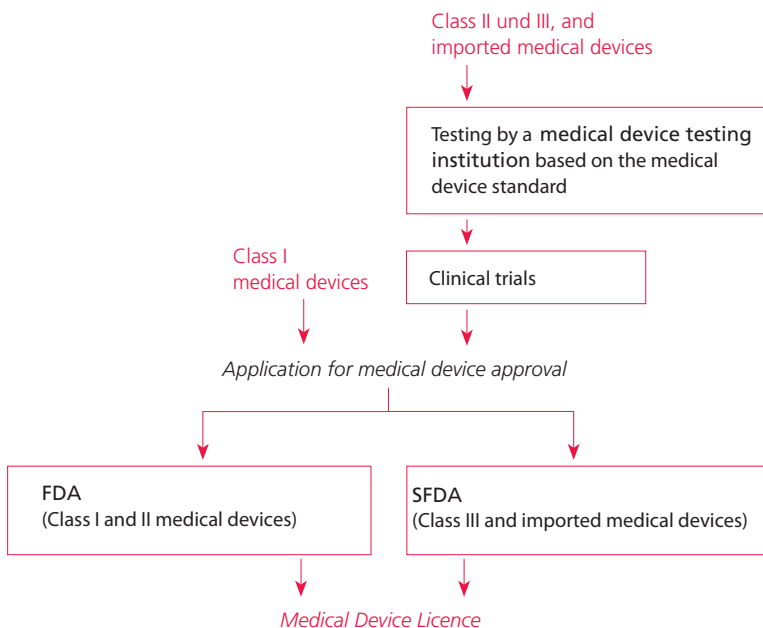 Class II und III, and
imported medical devices
Testing by a medical device testing
institution based on the medical
device standard
Class I
medical devices
Clinical trials
Application for medical device approval
FDA
(Class I and II medical devices)
SFDA
(Class III and imported medical devices)
Medical Device Licence